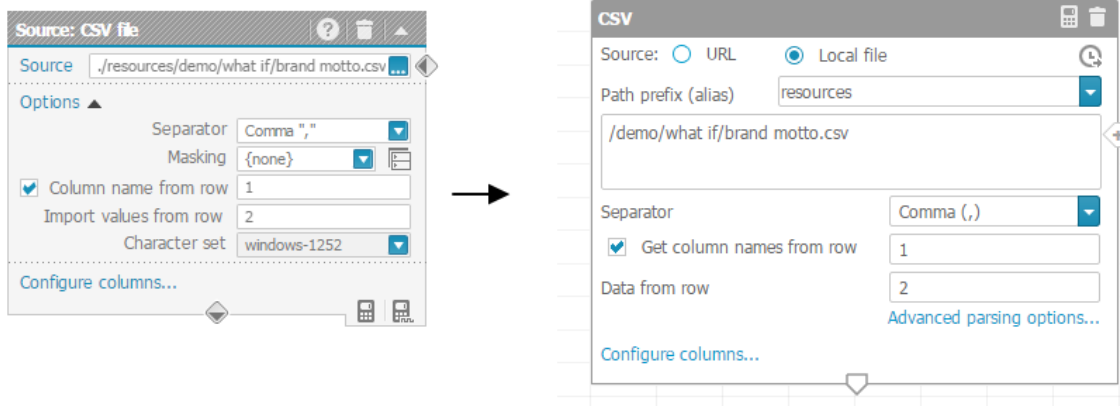 Source: CSV file
Source ./resources/demo/what if/brand motto.csv ...
Options
Separator Comma ","
Masking {none}
Column name from row 1
Import values from row 2
Character set windows-1252
Configure columns...
CSV
Source: URL Local file
Path prefix (alias) resources
/demo/what if/brand motto.csv
Separator Comma (,)
Get column names from row 1
Data from row 2
Advanced parsing options...
Configure columns...